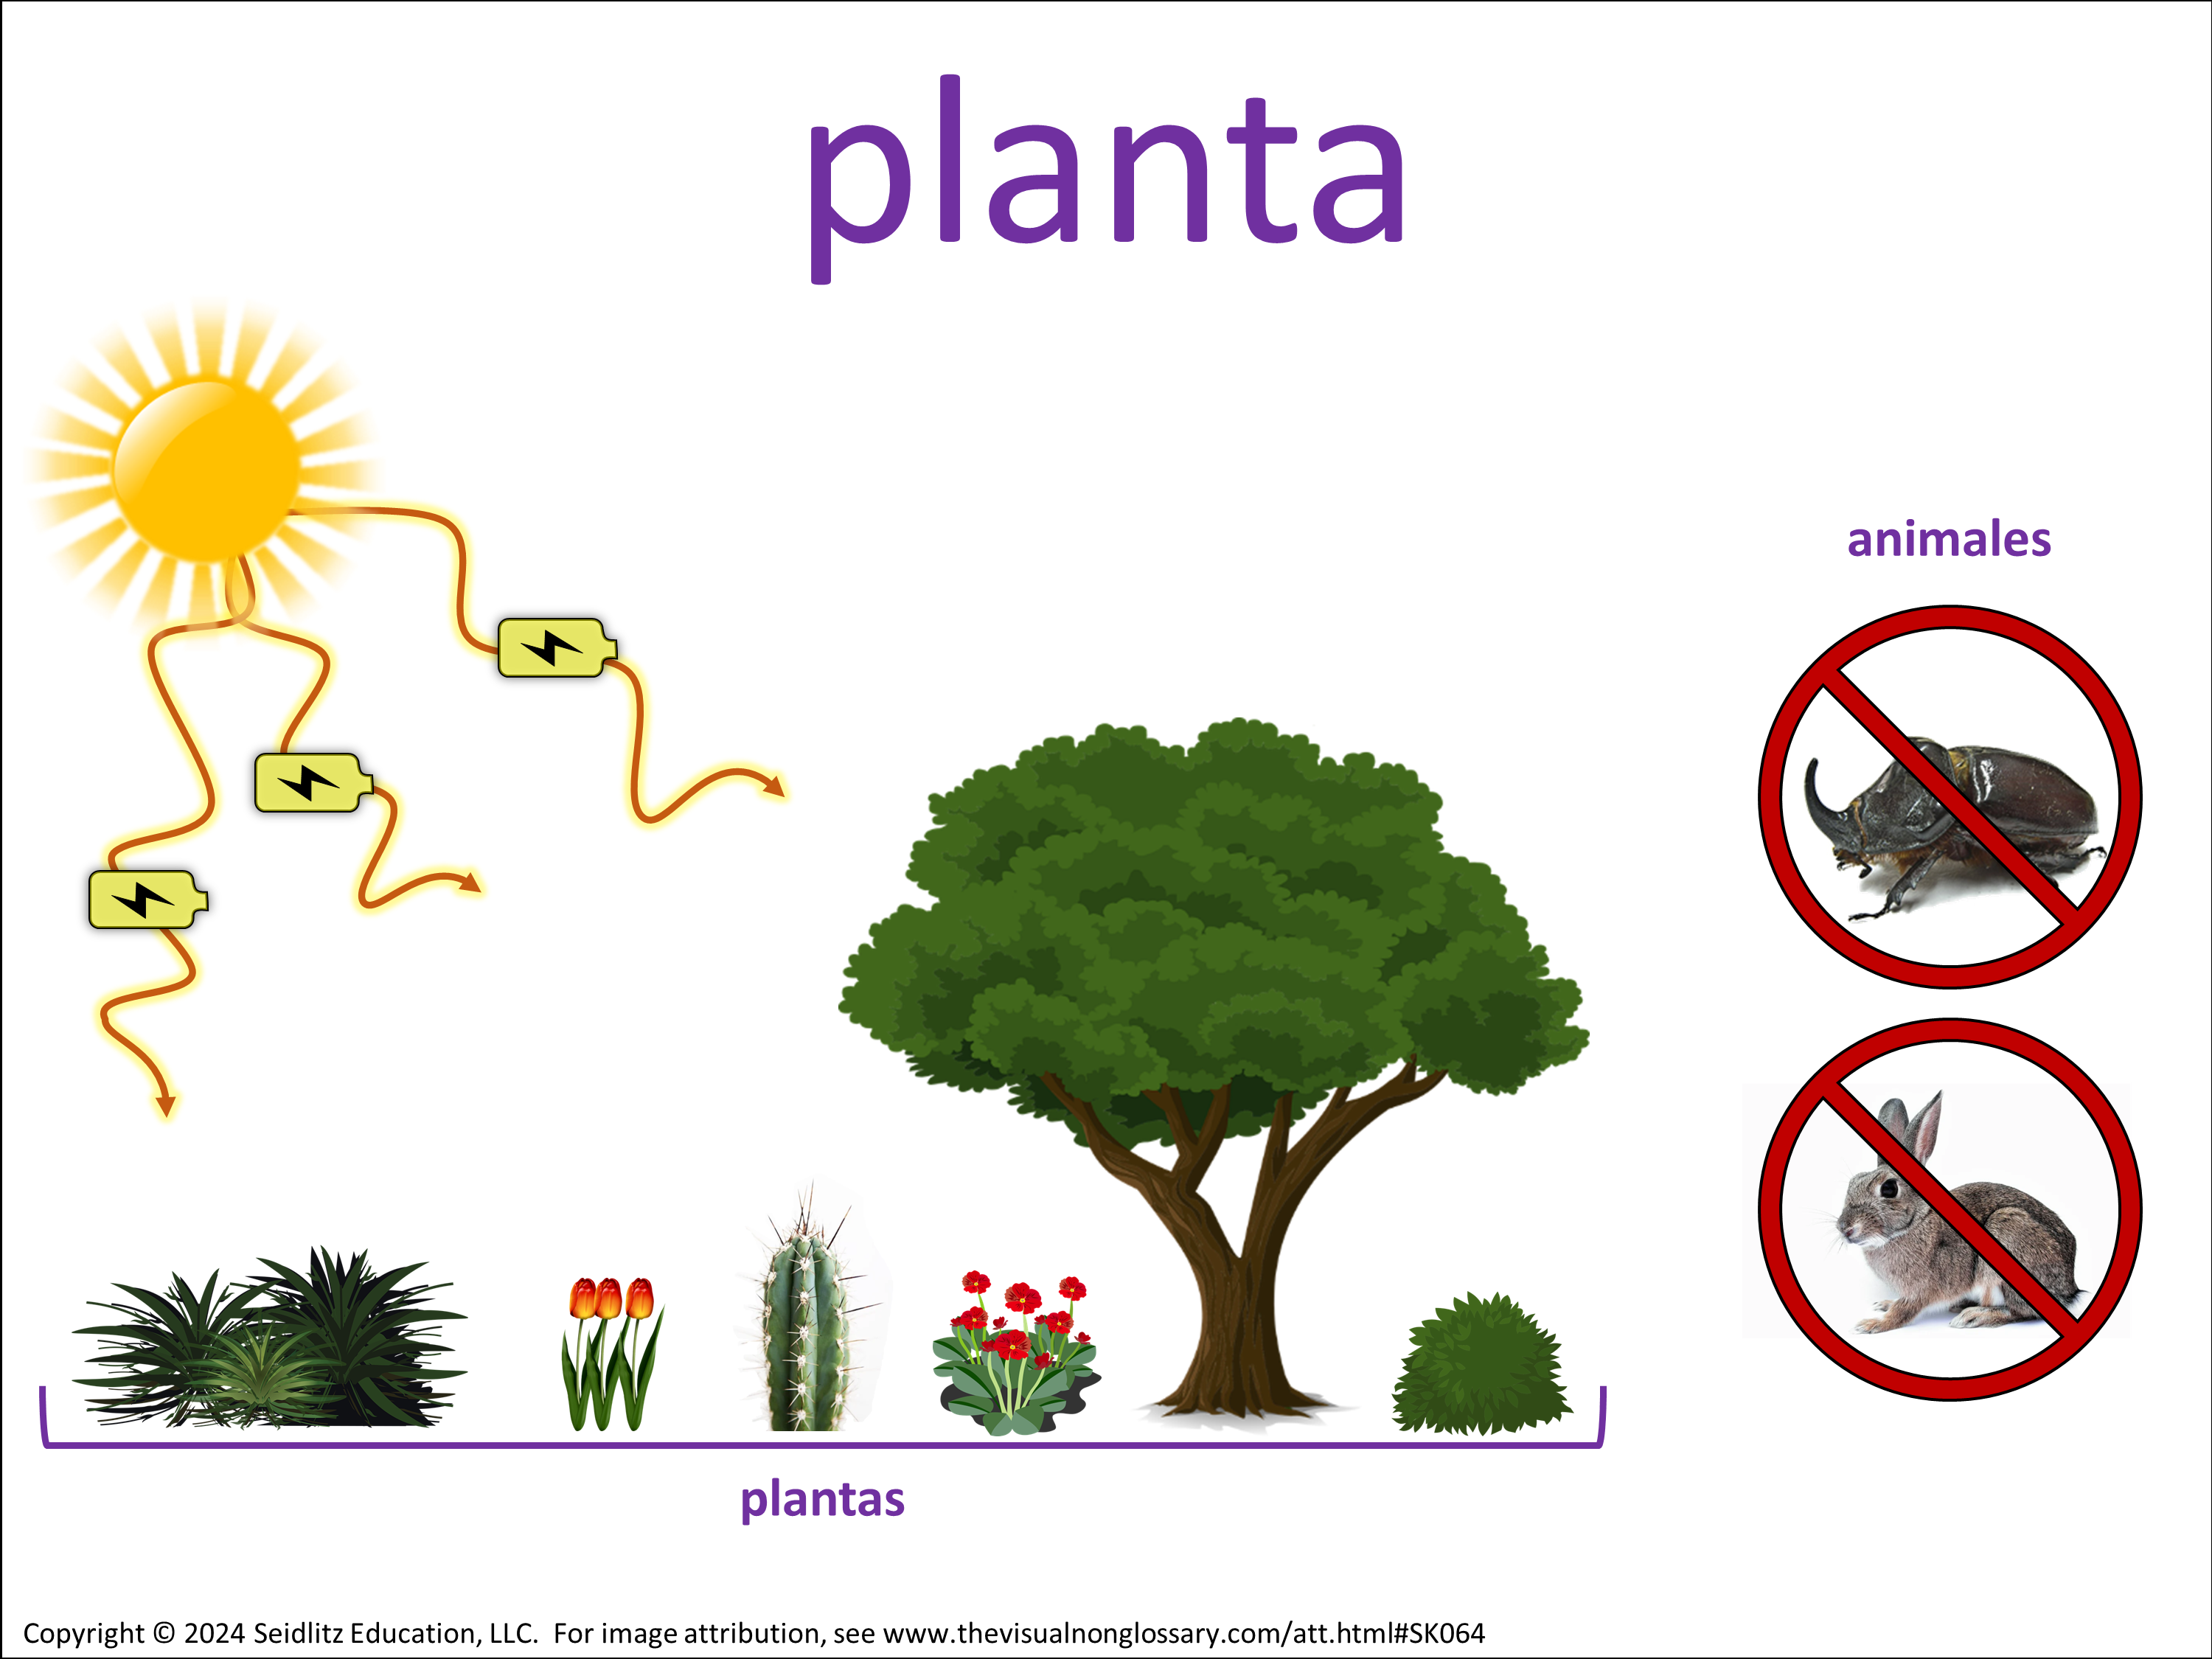 planta
animales
plantas
Copyright © 2024 Seidlitz Education, LLC.  For image attribution, see www.thevisualnonglossary.com/att.html#SK064